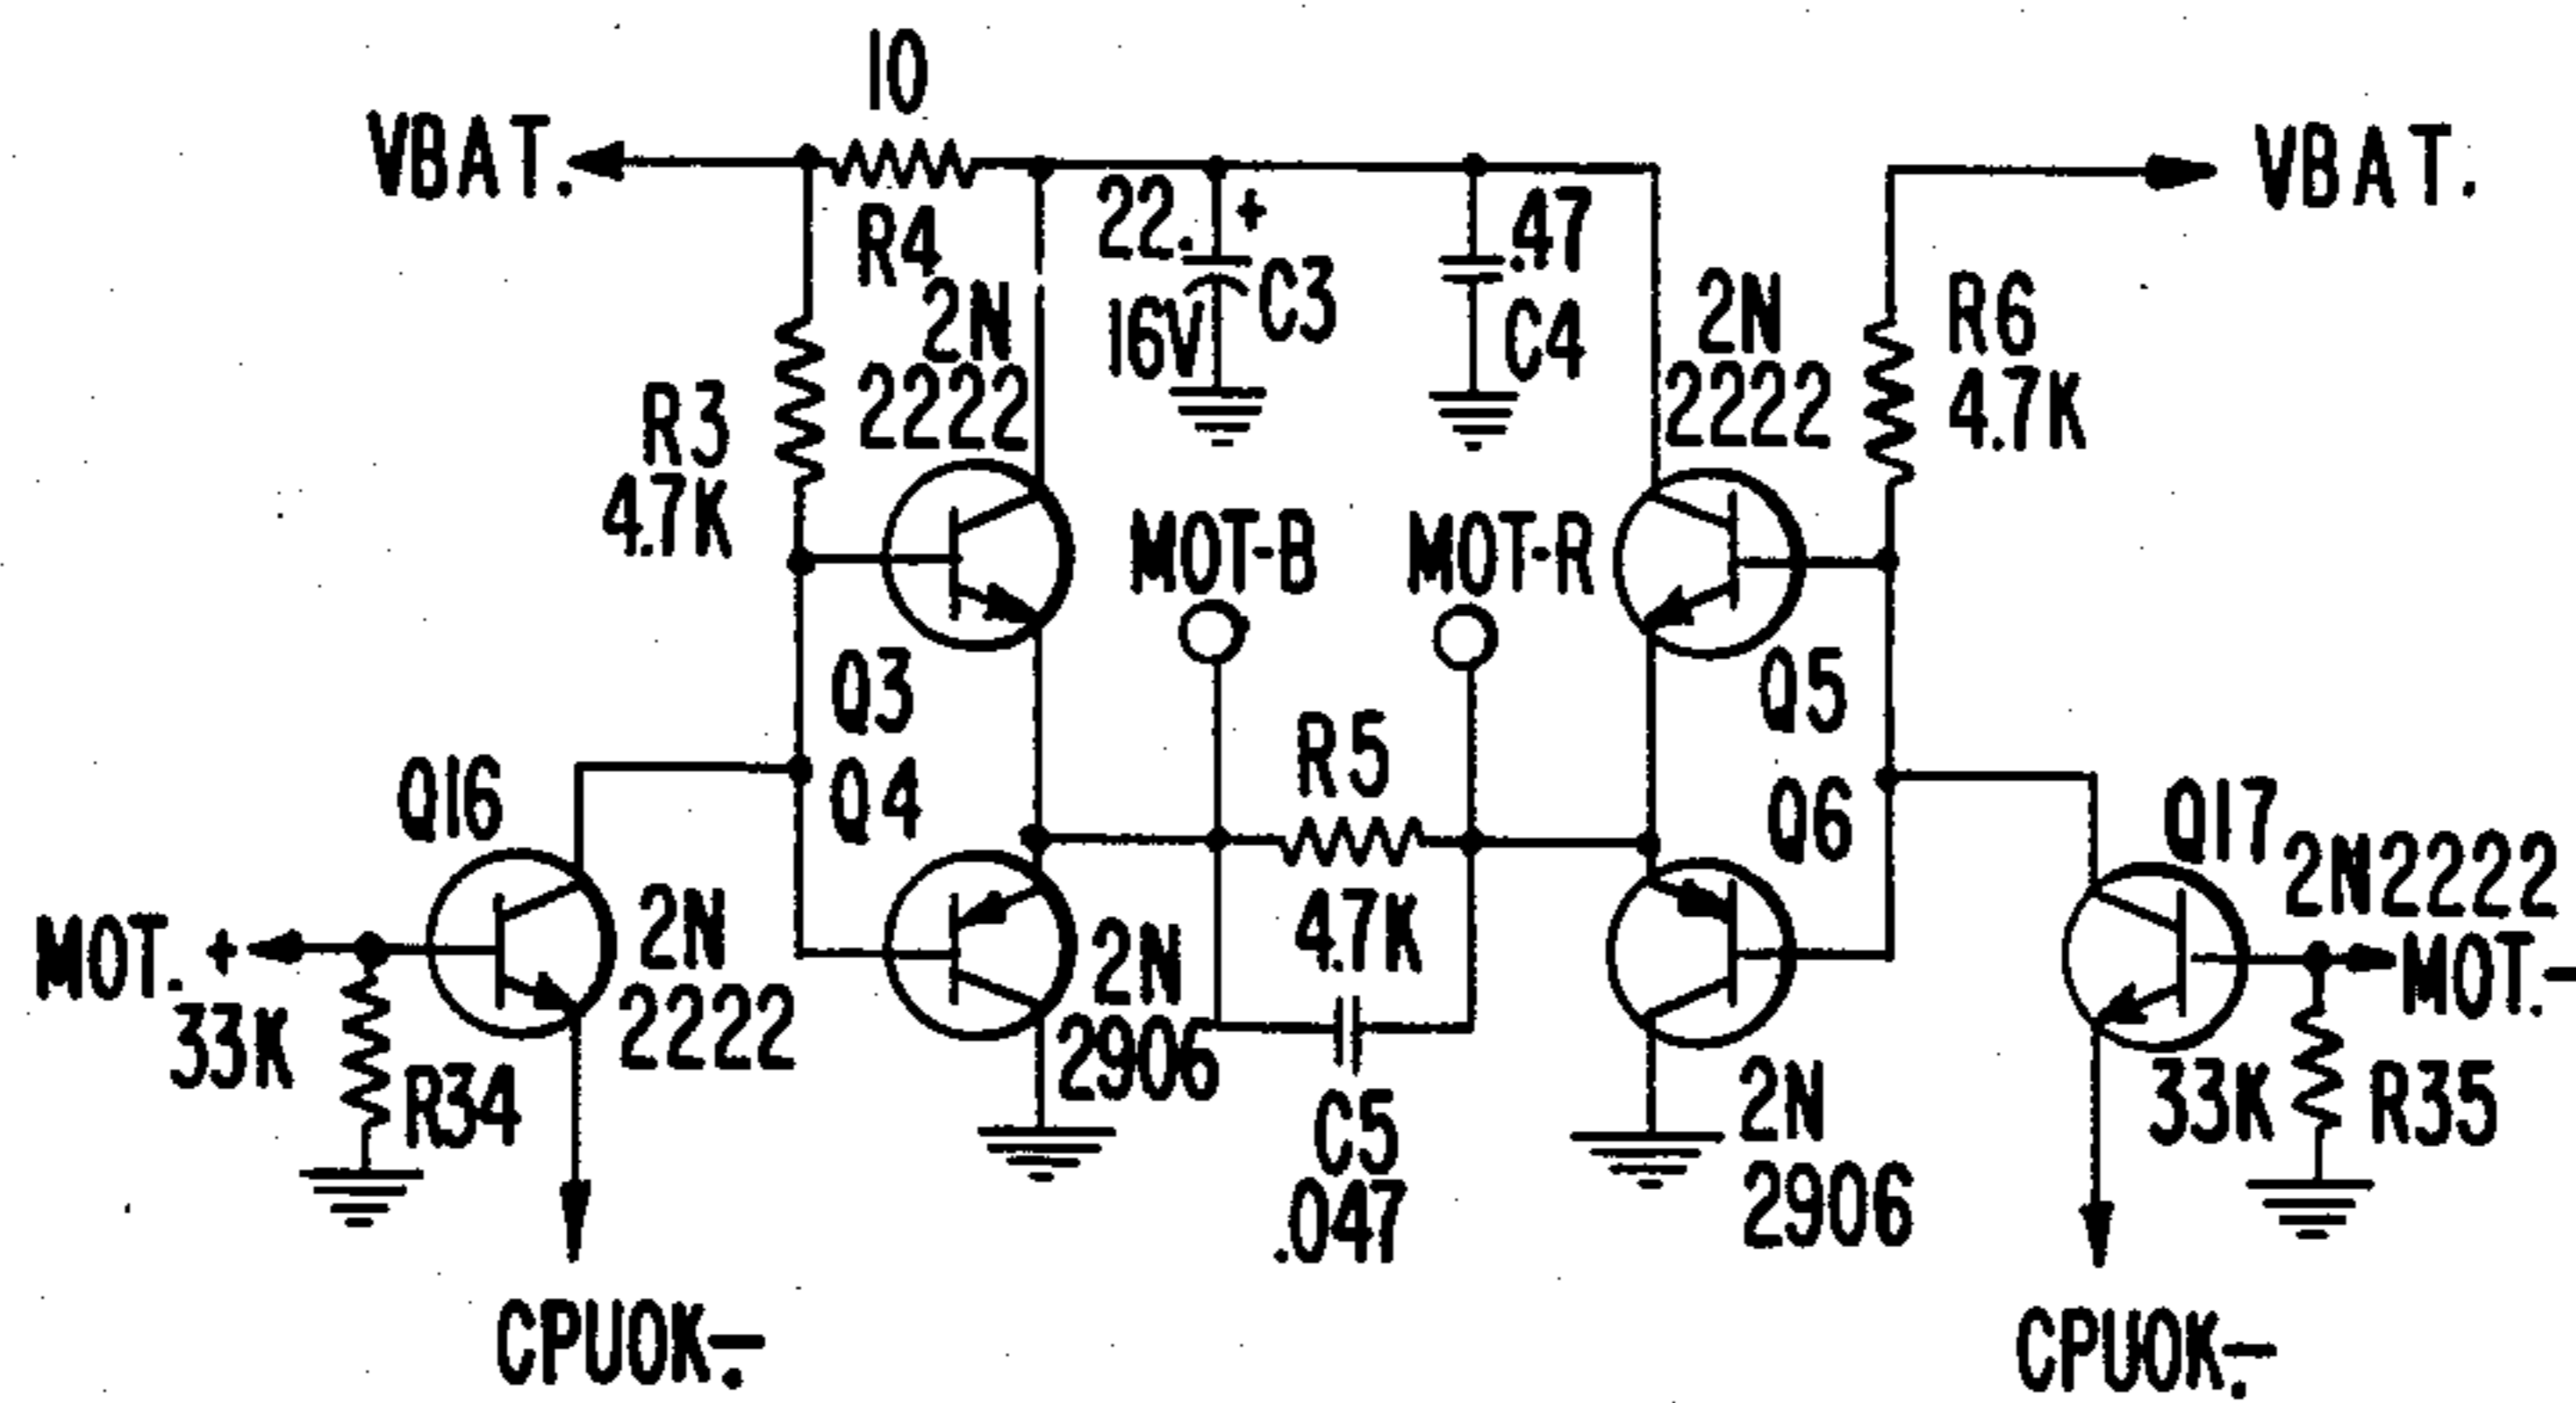 10
VBAT.
VBAT.
R4
22. +
.47
2N
2222
16V
C3
C4
2N
2222
R6
4.7K
R3
4.7K
MOT-B
MOT-R
Q3
Q5
Q16
Q4
R5
Q6
Q17
2N2222
4.7K
MOT. +
2N
2222
2N
2906
MOT.-
33K
R34
C5
.047
2N
2906
33K
R35
CPUOK-.
CPUOK-.